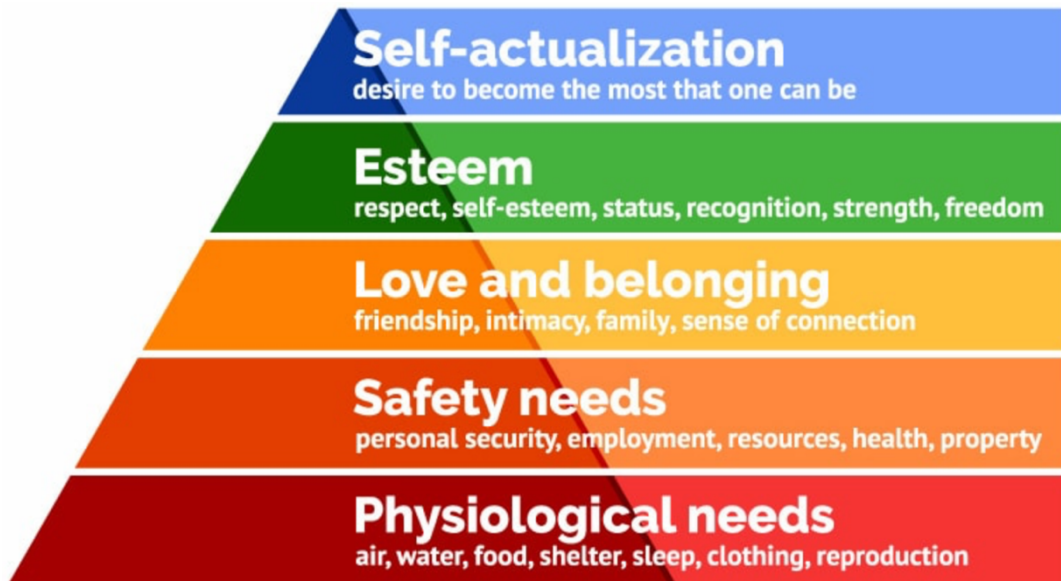 Self-actualization
desire to become the most that one can be
Esteem
respect, self-esteem, status, recognition, strength, freedom
Love and belonging
friendship, intimacy, family, sense of connection
Safety needs
personal security, employment, resources, health, property
Physiological needs
air, water, food, shelter, sleep, clothing, reproduction